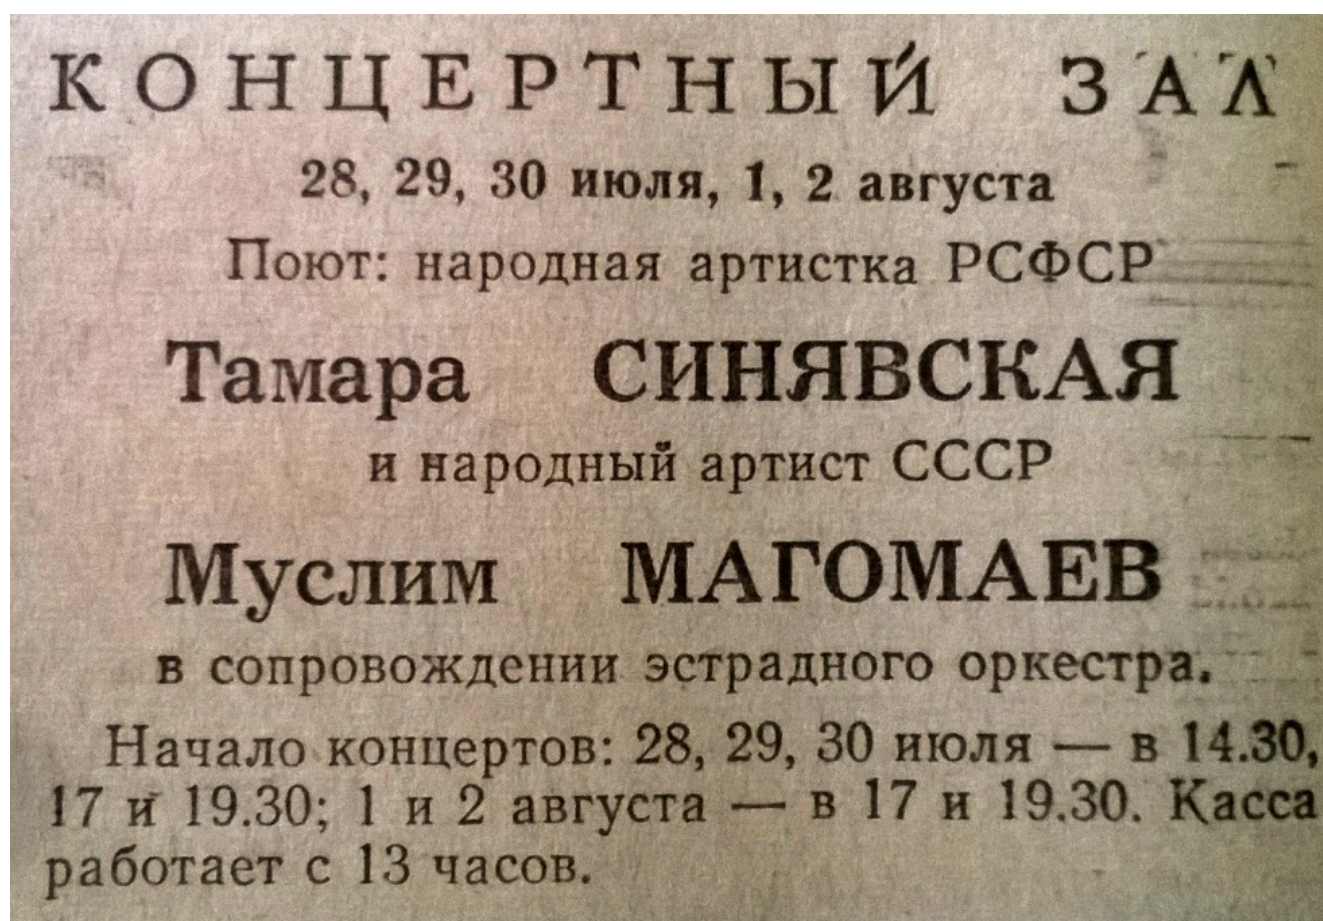 КОНЦЕРТНЫЙ ЗАЛ
28, 29, 30 июля, 1, 2 августа
Поют: народная артистка РСФСР
Тамара СИНЯВСКАЯ
и народный артист СССР
Муслим МАГОМАЕВ
в сопровождении эстрадного оркестра.
Начало концертов: 28, 29, 30 июля — в 14.30,
17 и 19.30; 1 и 2 августа — в 17 и 19.30. Касса
работает с 13 часов.